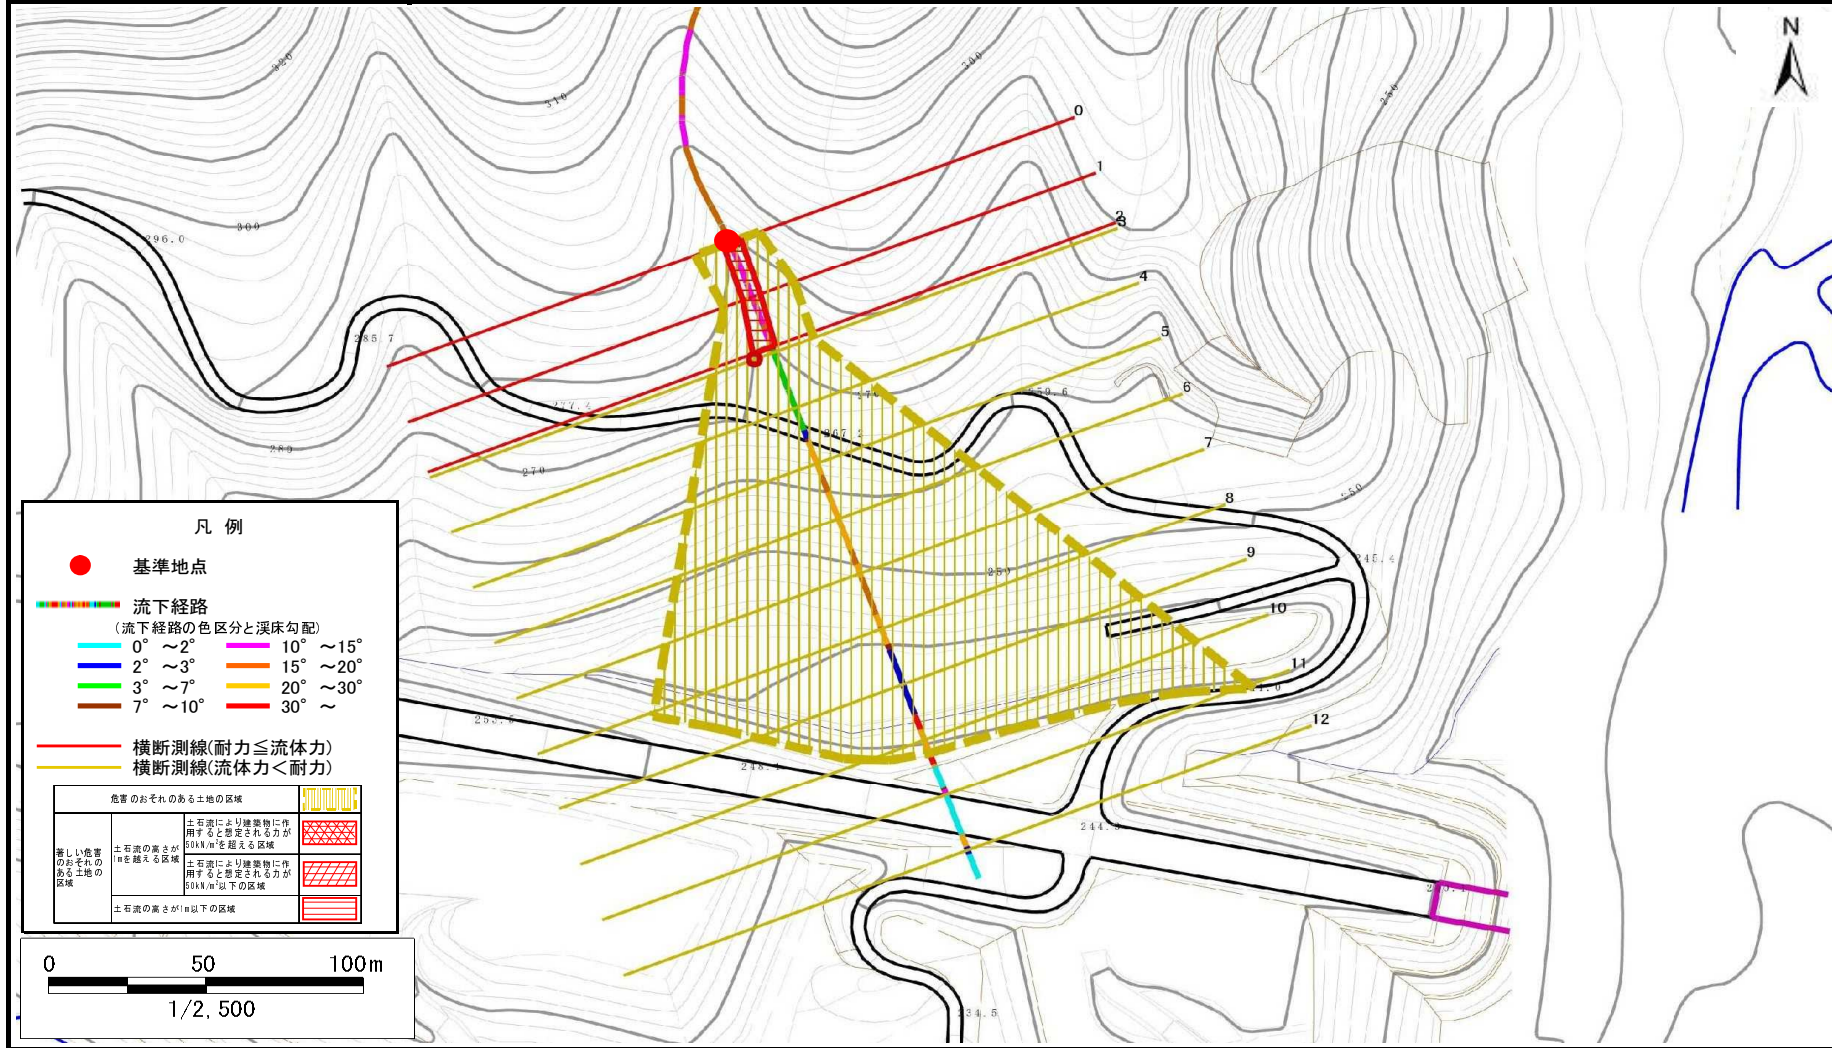 N
320
310
300
250
0
1
2
3
4
5
6
7
8
9
10
11
12
296.0
300
285.7
277.4
280
270
259.6
250
245.4
250
248.4
244.3
234.5
凡 例
基準地点
流下経路
(流下経路の色区分と渓床勾配)
0° ～2° 10° ～15°
2° ～3° 15° ～20°
3° ～7° 20° ～30°
7° ～10° 30° ～
横断測線(耐力≦流体力)
横断測線(流体力<耐力)
危害のおそれのある土地の区域
著しい危害
のおそれの
ある土地の
区域
土石流の高さが
1mを越える区域
土石流により建築物に作
用すると想定される力が
50kN/㎡を超える区域
土石流により建築物に作
用すると想定される力が
50kN/㎡以下の区域
土石流の高さが1m以下の区域
0 50 100m
1/2,500